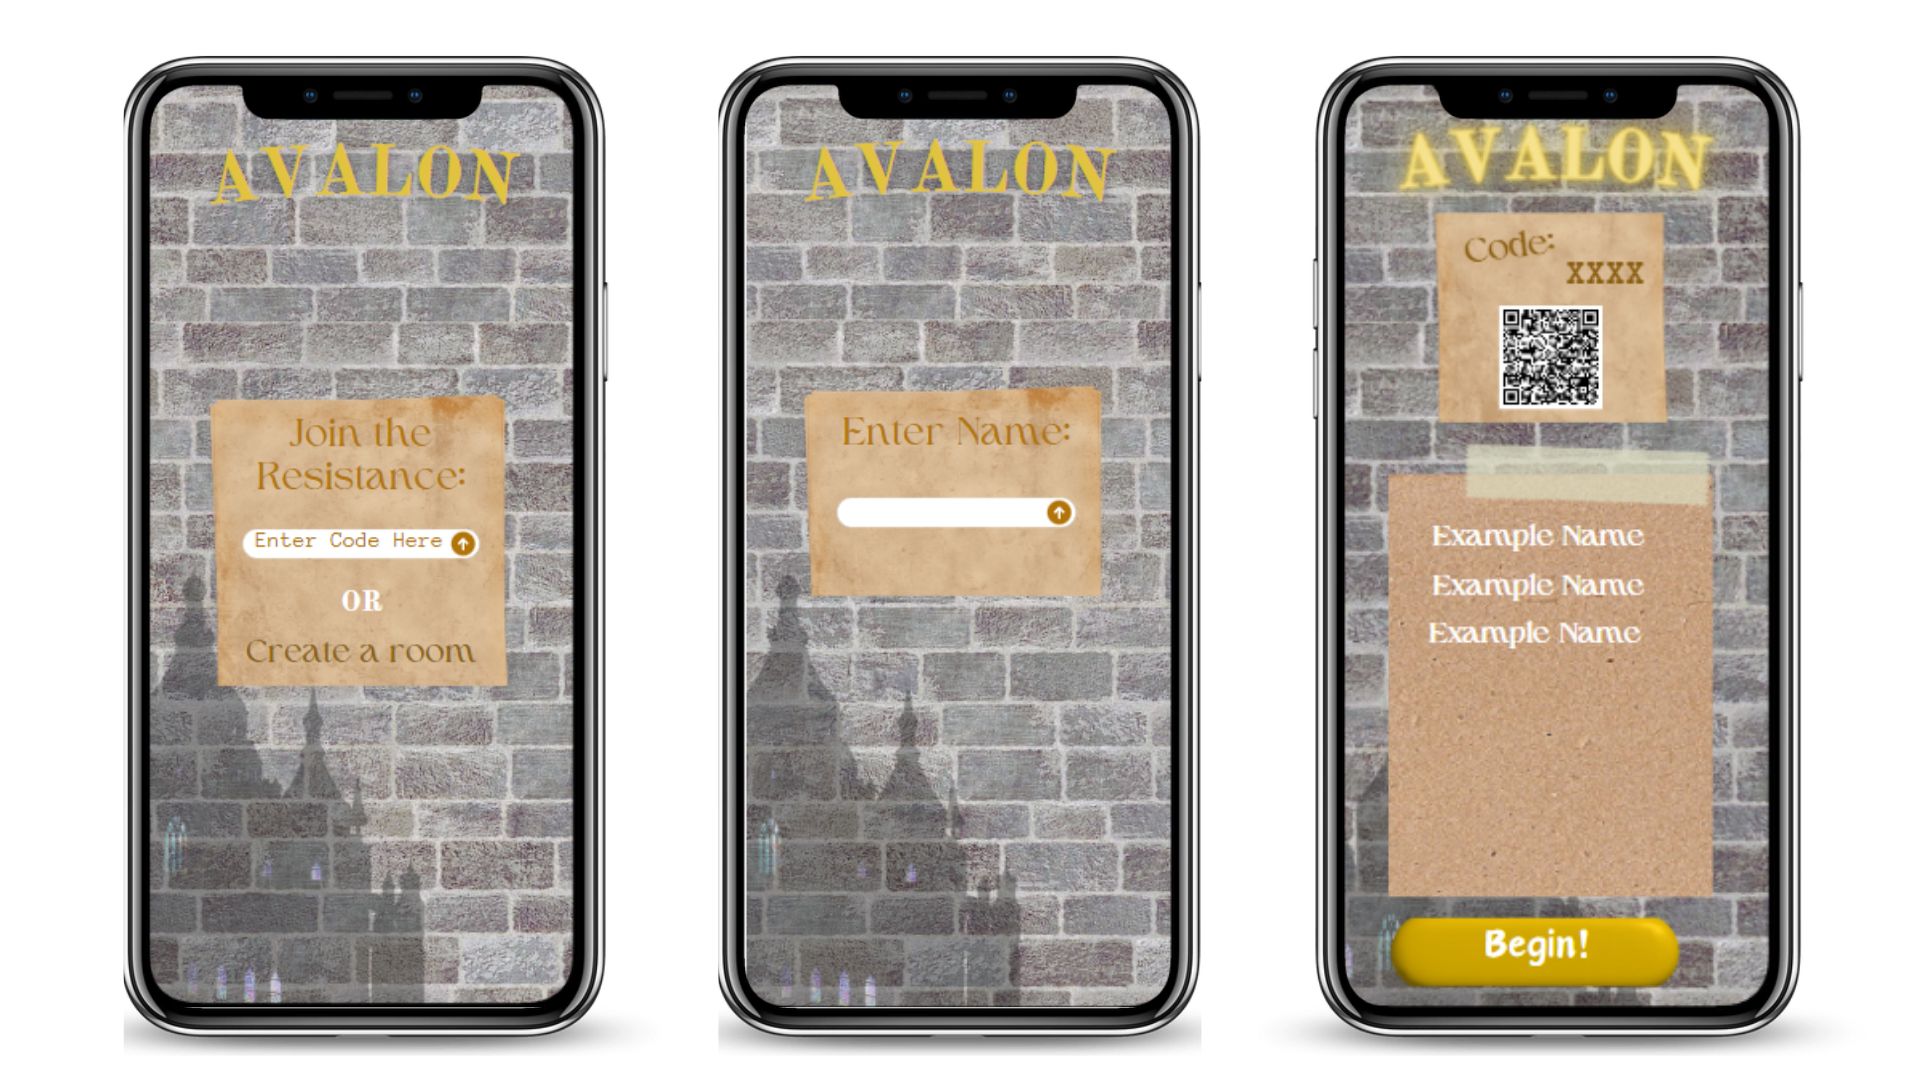 AVALON
Join the
Resistance:
Enter Code Here
OR
Create a room
AVALON
Enter Name:
AVALON
Code:
XXXX
Example Name
Example Name
Example Name
Begin!